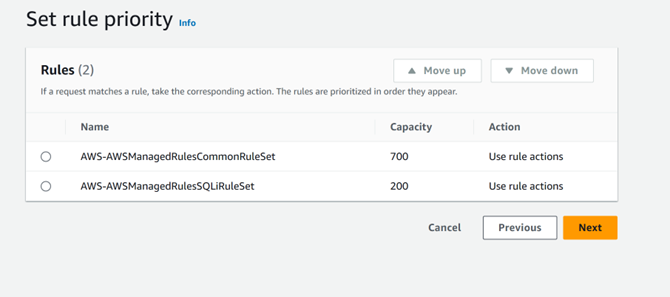 Set rule priority Info
Rules (2)
▲ Move up
▼ Move down
If a request matches a rule, take the corresponding action. The rules are prioritized in order they appear.
Name Capacity Action
AWS-AWSManagedRulesCommonRuleSet 700 Use rule actions
AWS-AWSManagedRulesSQLiRuleSet 200 Use rule actions
Cancel Previous Next